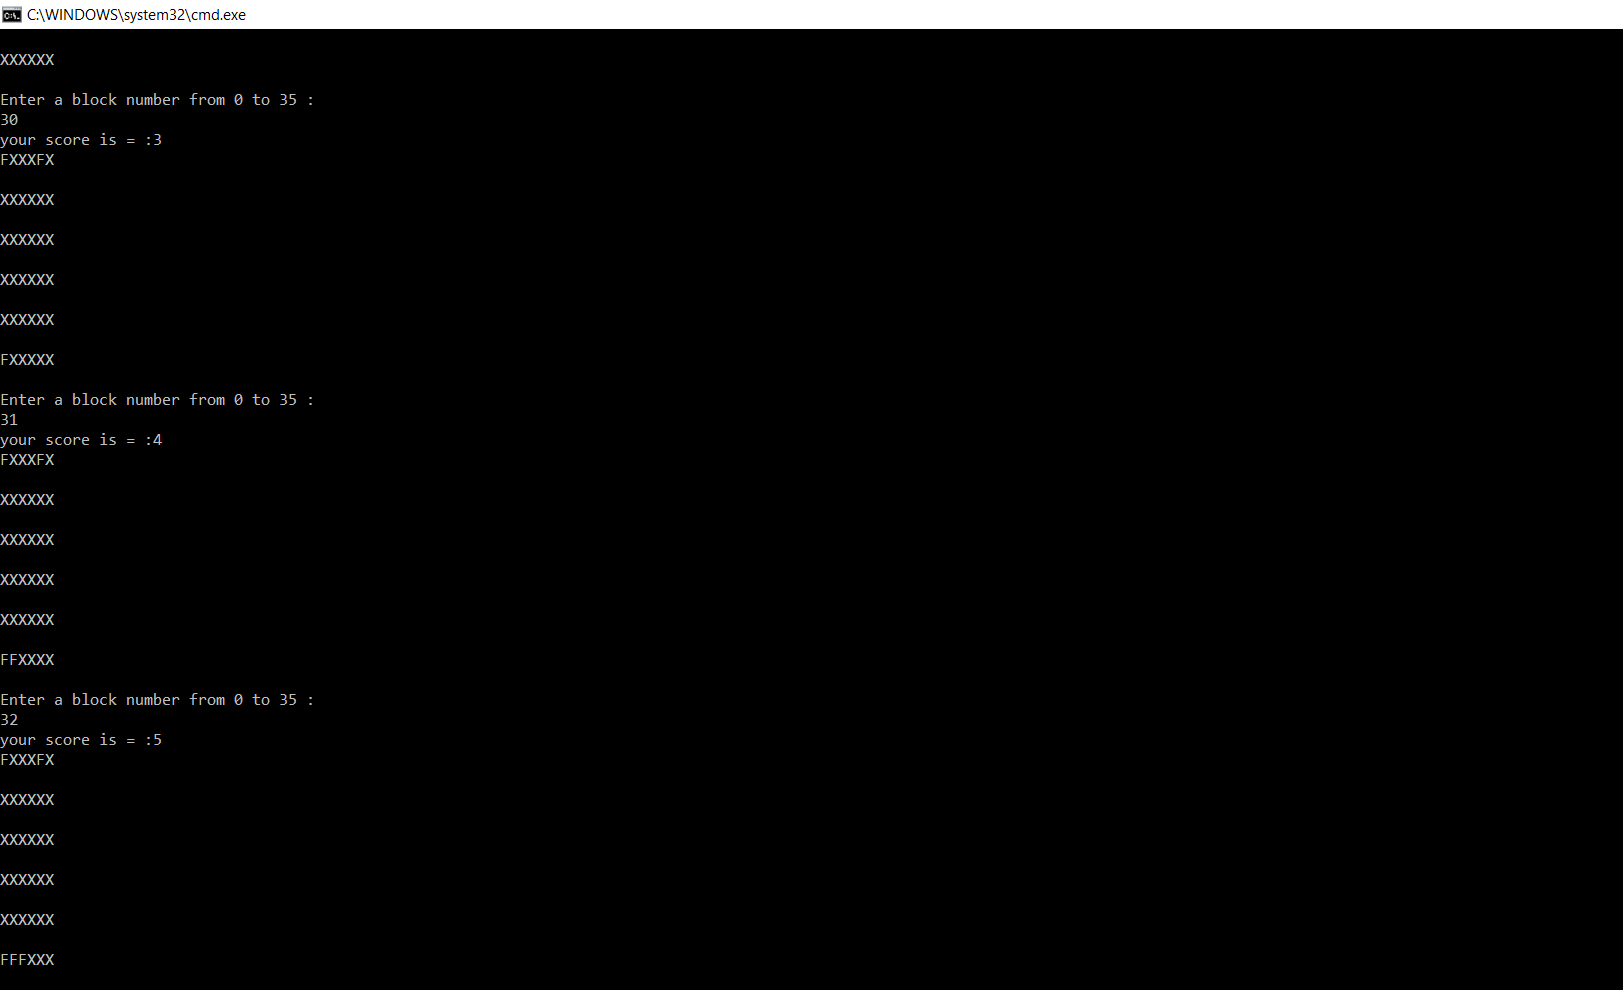 C:\WINDOWS\system32\cmd.exe
XXXXXX
Enter a block number from 0 to 35 :
30
your score is = :3
FXXXFX
XXXXXX
XXXXXX
XXXXXX
XXXXXX
FXXXXX
Enter a block number from 0 to 35 :
31
your score is = :4
FXXXFX
XXXXXX
XXXXXX
XXXXXX
XXXXXX
FFXXXX
Enter a block number from 0 to 35 :
32
your score is = :5
FXXXFX
XXXXXX
XXXXXX
XXXXXX
XXXXXX
FFFXXX